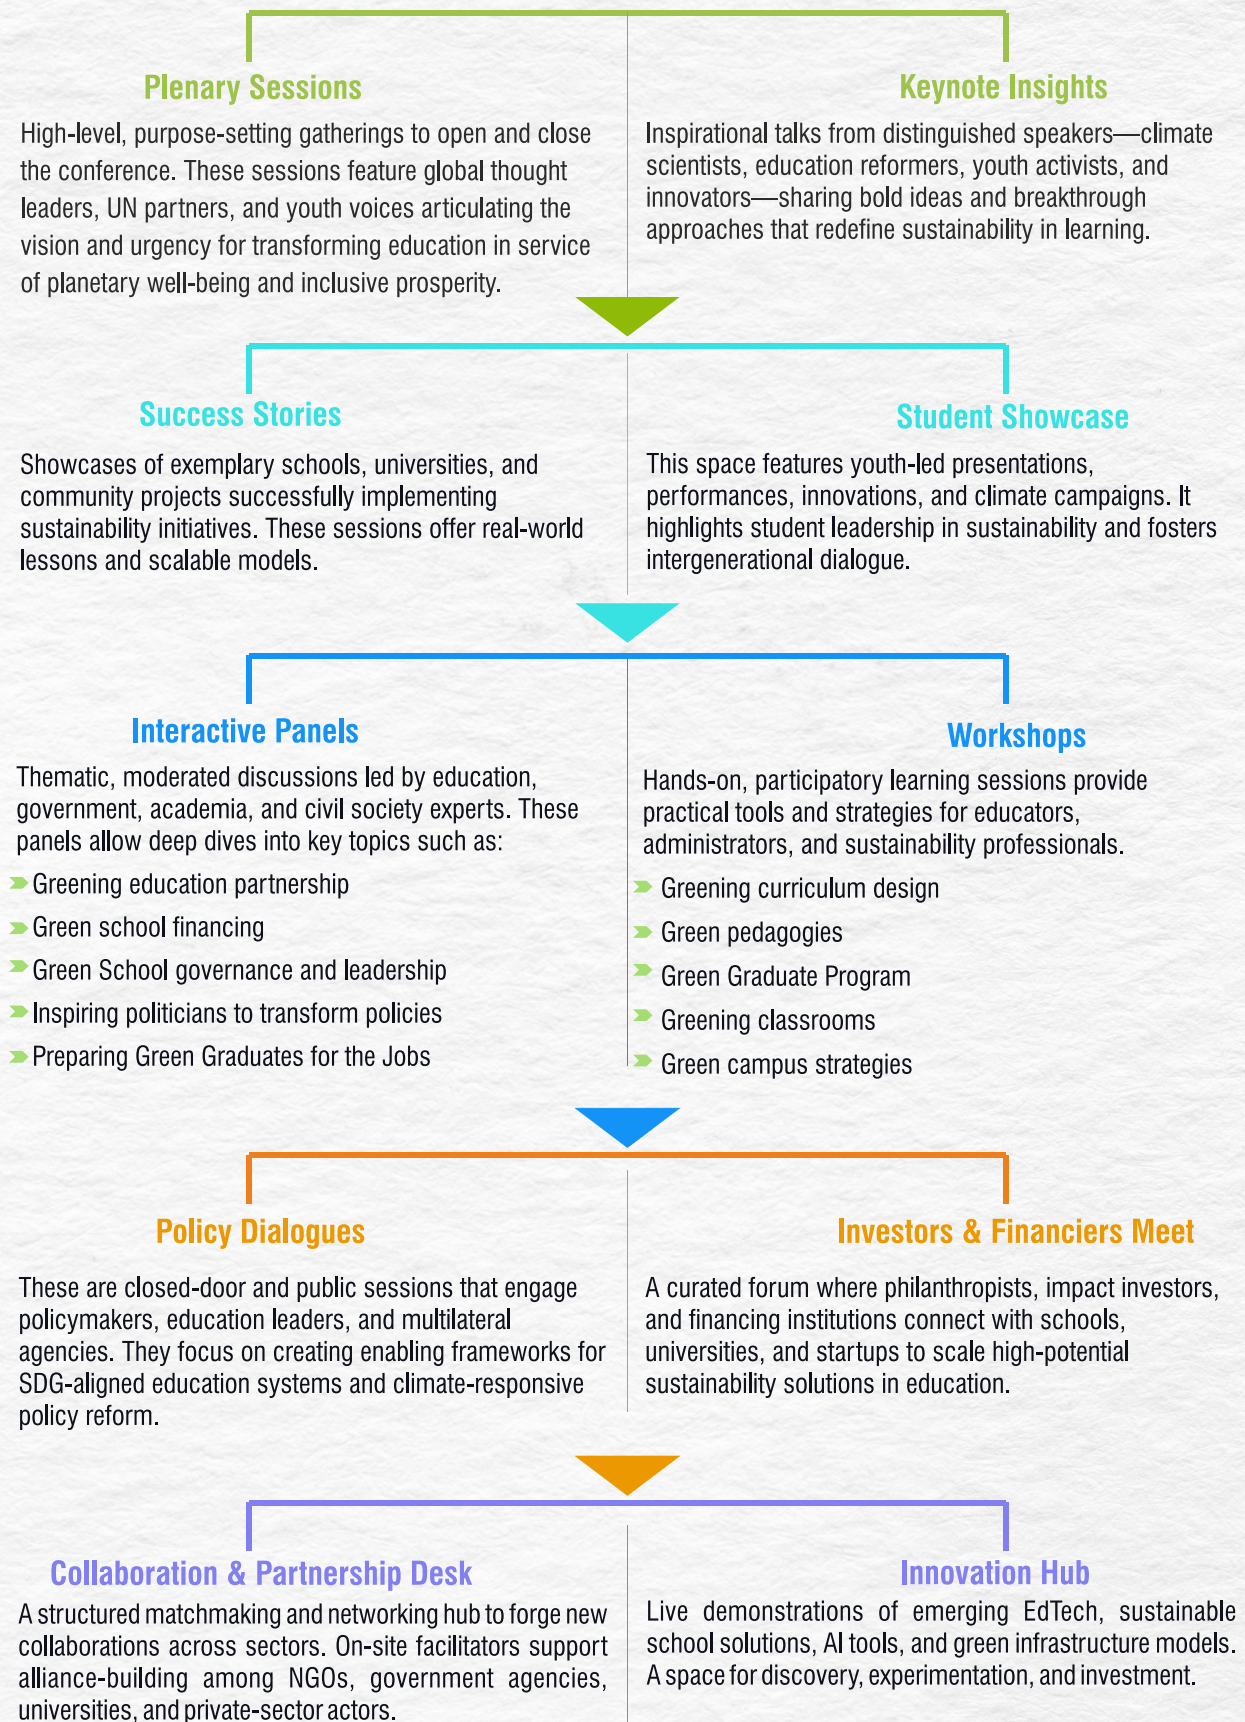 Plenary Sessions
High-level, purpose-setting gatherings to open and close
the conference. These sessions feature global thought
leaders, UN partners, and youth voices articulating the
vision and urgency for transforming education in service
of planetary well-being and inclusive prosperity.
Keynote Insights
Inspirational talks from distinguished speakers—climate
scientists, education reformers, youth activists, and
innovators—sharing bold ideas and breakthrough
approaches that redefine sustainability in learning.
Success Stories
Showcases of exemplary schools, universities, and
community projects successfully implementing
sustainability initiatives. These sessions offer real-world
lessons and scalable models.
Student Showcase
This space features youth-led presentations,
performances, innovations, and climate campaigns. It
highlights student leadership in sustainability and fosters
intergenerational dialogue.
Interactive Panels
Thematic, moderated discussions led by education,
government, academia, and civil society experts. These
panels allow deep dives into key topics such as:
Greening education partnership
Green school financing
Green School governance and leadership
Inspiring politicians to transform policies
Preparing Green Graduates for the Jobs
Workshops
Hands-on, participatory learning sessions provide
practical tools and strategies for educators,
administrators, and sustainability professionals.
Greening curriculum design
Green pedagogies
Green Graduate Program
Greening classrooms
Green campus strategies
Policy Dialogues
These are closed-door and public sessions that engage
policymakers, education leaders, and multilateral
agencies. They focus on creating enabling frameworks for
SDG-aligned education systems and climate-responsive
policy reform.
Investors & Financiers Meet
A curated forum where philanthropists, impact investors,
and financing institutions connect with schools,
universities, and startups to scale high-potential
sustainability solutions in education.
Collaboration & Partnership Desk
A structured matchmaking and networking hub to forge new
collaborations across sectors. On-site facilitators support
alliance-building among NGOs, government agencies,
universities, and private-sector actors.
Innovation Hub
Live demonstrations of emerging EdTech, sustainable
school solutions, AI tools, and green infrastructure models.
A space for discovery, experimentation, and investment.